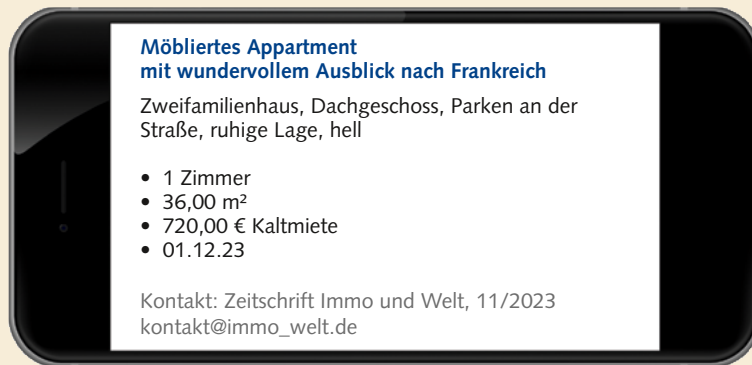 Möbliertes Appartment
mit wundervollem Ausblick nach Frankreich
Zweifamilienhaus, Dachgeschoss, Parken an der
Straße, ruhige Lage, hell
• 1 Zimmer
• 36,00 m²
• 720,00 € Kaltmiete
• 01.12.23
Kontakt: Zeitschrift Immo und Welt, 11/2023
kontakt@immo_welt.de